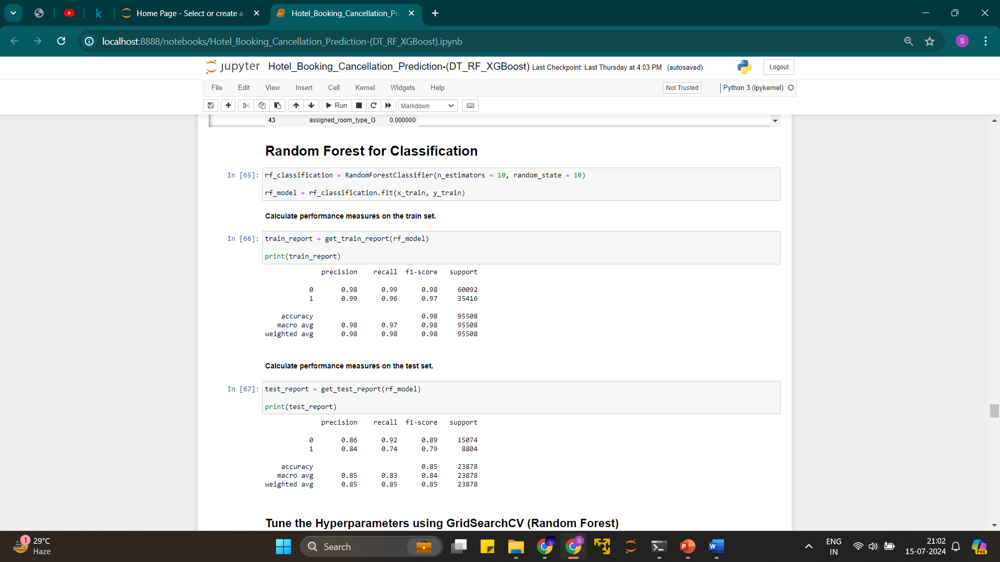 Home Page - Select or create a
Hotel_Booking_Cancellation_Pre
localhost:8888/notebooks/Hotel_Booking_Cancellation_Prediction-(DT_RF_XGBoost).ipynb
S
jupyter Hotel_Booking_Cancellation_Prediction-(DT_RF_XGBoost) Last Checkpoint: Last Thursday at 4:03 PM (autosaved)
Logout
File Edit View Insert Cell Kernel Widgets Help
Not Trusted
Python 3 (ipykernel)
Run
Markdown
43 assigned_room_type_G 0.000000
Random Forest for Classification
In [65]: rf_classification = RandomForestClassifier(n_estimators = 10, random_state = 10)
rf_model = rf_classification.fit(x_train, y_train)
Calculate performance measures on the train set.
In [66]: train_report = get_train_report(rf_model)
print(train_report)
precision recall f1-score support
0 0.98 0.99 0.98 60092
1 0.99 0.96 0.97 35416
accuracy 0.98 95508
macro avg 0.98 0.97 0.98 95508
weighted avg 0.98 0.98 0.98 95508
Calculate performance measures on the test set.
In [67]: test_report = get_test_report(rf_model)
print(test_report)
precision recall f1-score support
0 0.86 0.92 0.89 15074
1 0.84 0.74 0.79 8804
accuracy 0.85 23878
macro avg 0.85 0.83 0.84 23878
weighted avg 0.85 0.85 0.85 23878
Tune the Hyperparameters using GridSearchCV (Random Forest)
1
29°C
Haze
Search
S
P
W
ENG
IN
21:02
15-07-2024
PRE